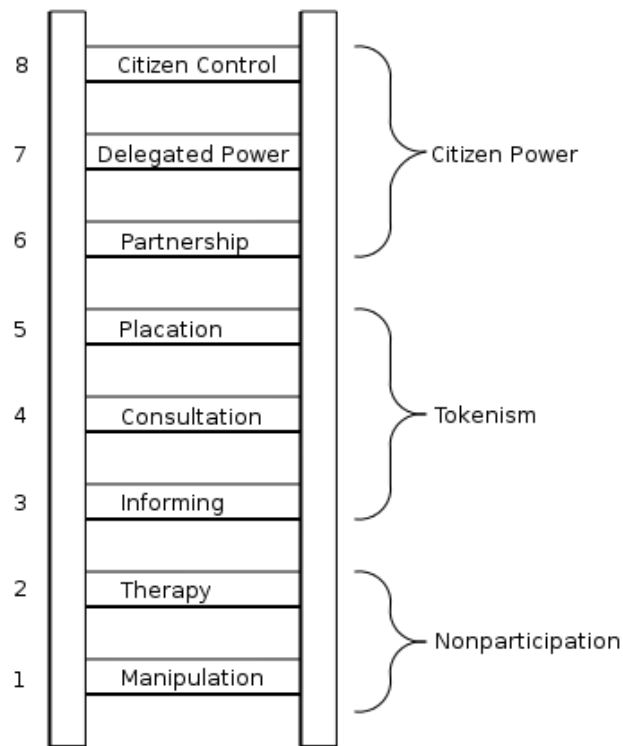 8 Citizen Control
7 Delegated Power Citizen Power
6 Partnership
5 Placation
4 Consultation Tokenism
3 Informing
2 Therapy
Nonparticipation
1 Manipulation